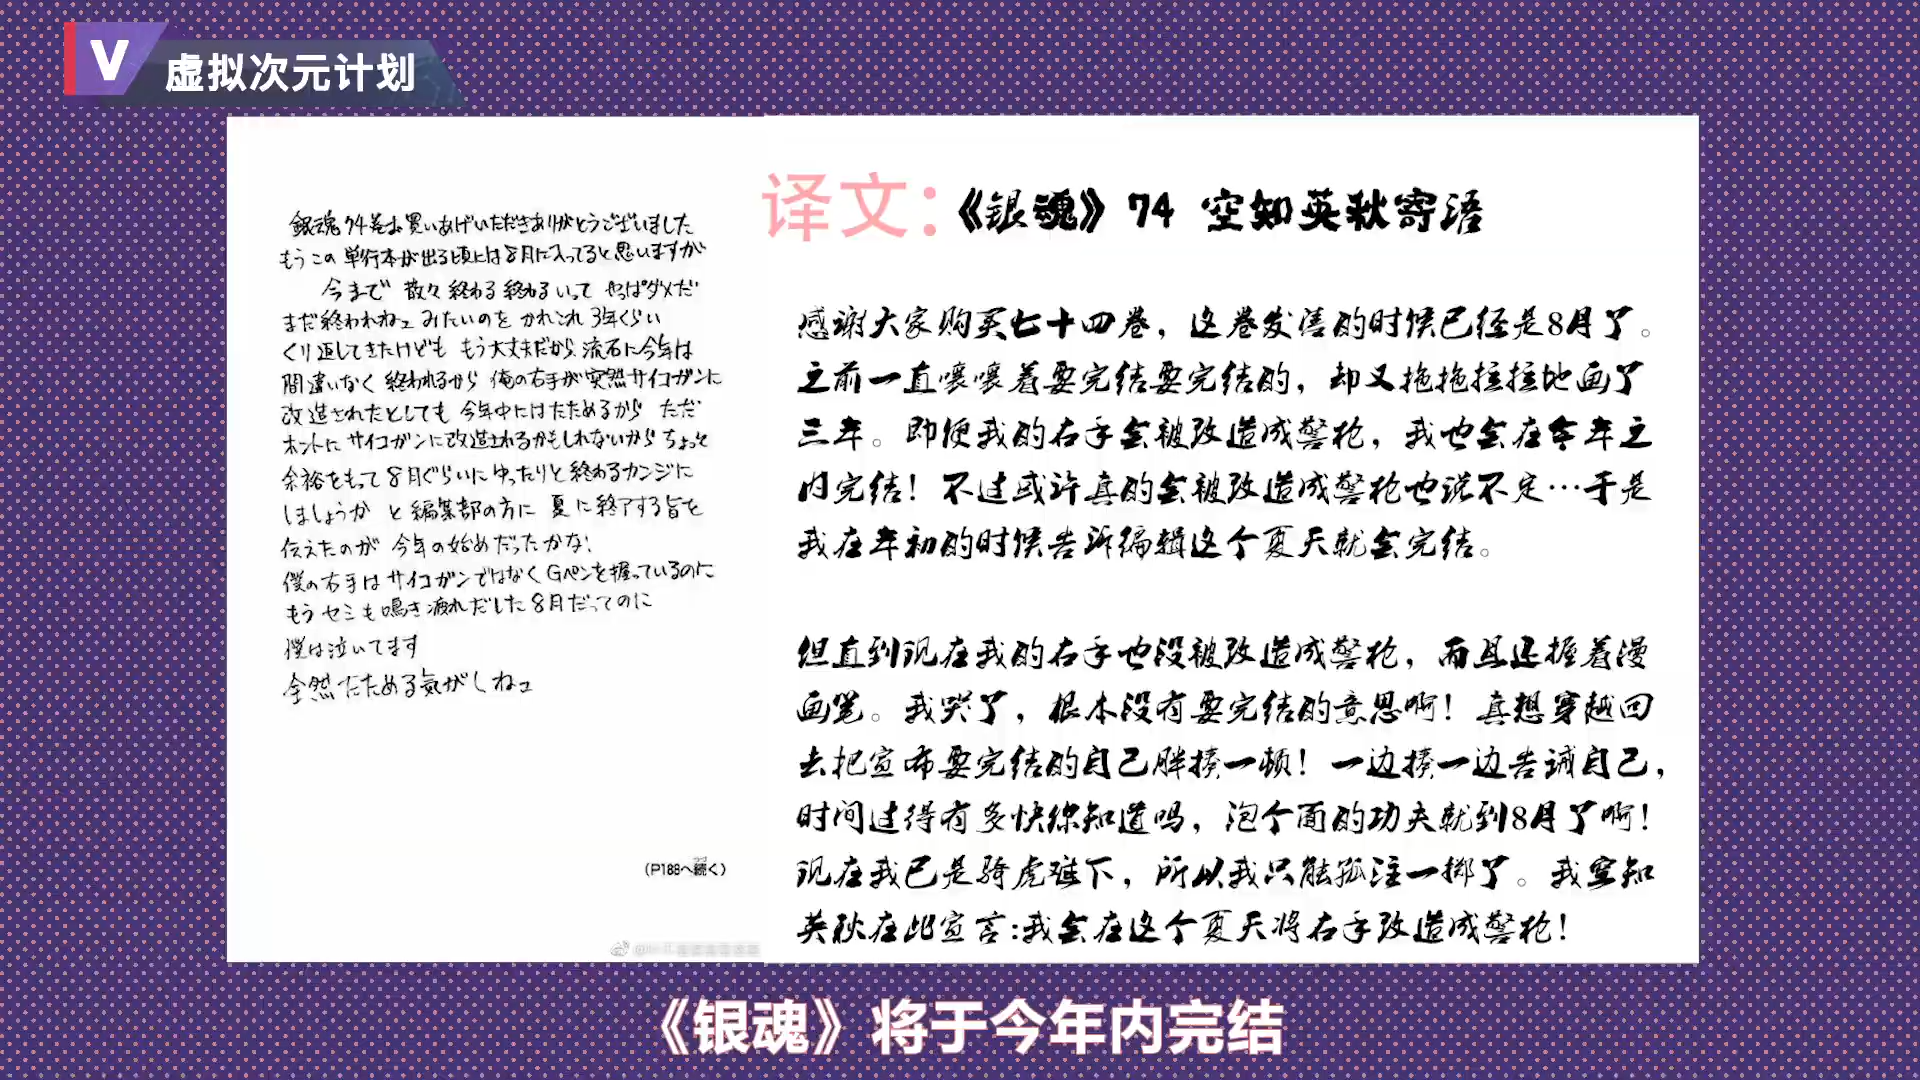 V
虚拟次元计划
銀魂74巻お買いあげいただきありがとうございました
もうこの単行本が出る頃には8月に入ってると思いますが
今まで 散々終わる終わるいって やっぱダメだ
まだ終われねェみたいのを かれこれ3年くらい
くり返してきたけども もう大丈夫だから 流石に今年は
間違いなく 終われるから 俺の右手が突然サイコガンに
改造されたとしても 今年中にはたためるから ただ
ホントに サイコガンに改造されるかもしれないから ちょっと
余裕をもって 8月ぐらいに ゆったりと終わるカンジに
しましょうか と 編集部の方に 夏に終了する旨を
伝えたのが 今年の始めだったかな、
僕の右手は サイコガンではなく Gペンを握っているのに
もう セミも鳴き疲れだした8月だってのに
僕は泣いてます
全然たためる気がしねェ
(P188へ続く)
译文：《银魂》74 空知英秋寄语
感谢大家购买七十四卷，这卷发售的时候已经是8月了。
之前一直嚷嚷着要完结要完结的，却又拖拖拉拉地画了
三年。即便我的右手会被改造成警枪，我也会在今年之
内完结！不过或许真的会被改造成警枪也说不定…于是
我在年初的时候告诉编辑这个夏天就会完结。
但直到现在我的右手也没被改造成警枪，而且还握着漫
画笔。我哭了，根本没有要完结的意思啊！真想穿越回
去把宣布要完结的自己胖揍一顿！一边揍一边告诫自己，
时间过得有多快你知道吗，泡个面的功夫就到8月了啊！
现在我已是骑虎难下，所以我只能孤注一掷了。我空知
英秋在此宣言:我会在这个夏天将右手改造成警枪！
《银魂》将于今年内完结